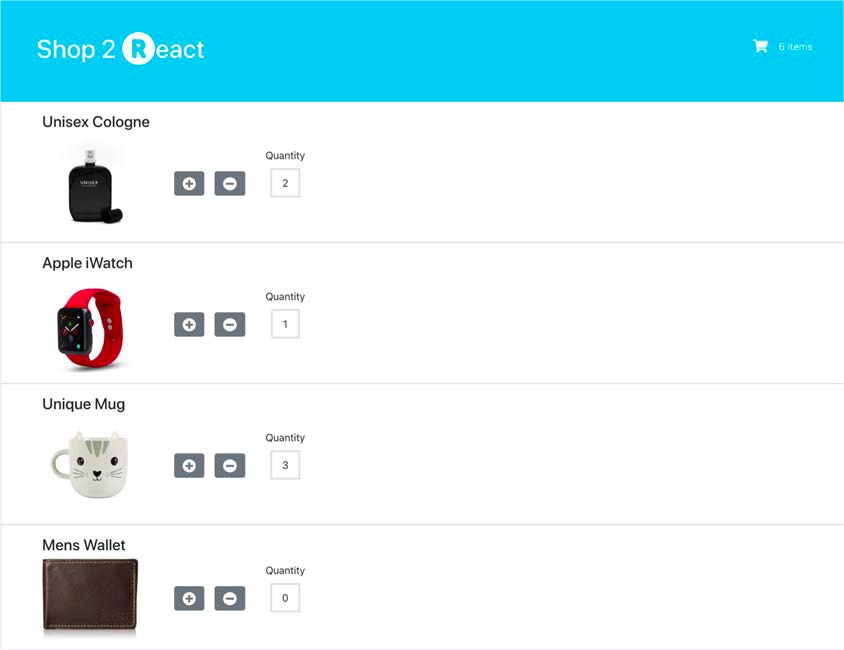 Shop 2 React
6 items
Unisex Cologne
UNISEX
Quantity
2
Apple iWatch
Quantity
1
Unique Mug
Quantity
3
Mens Wallet
Quantity
0